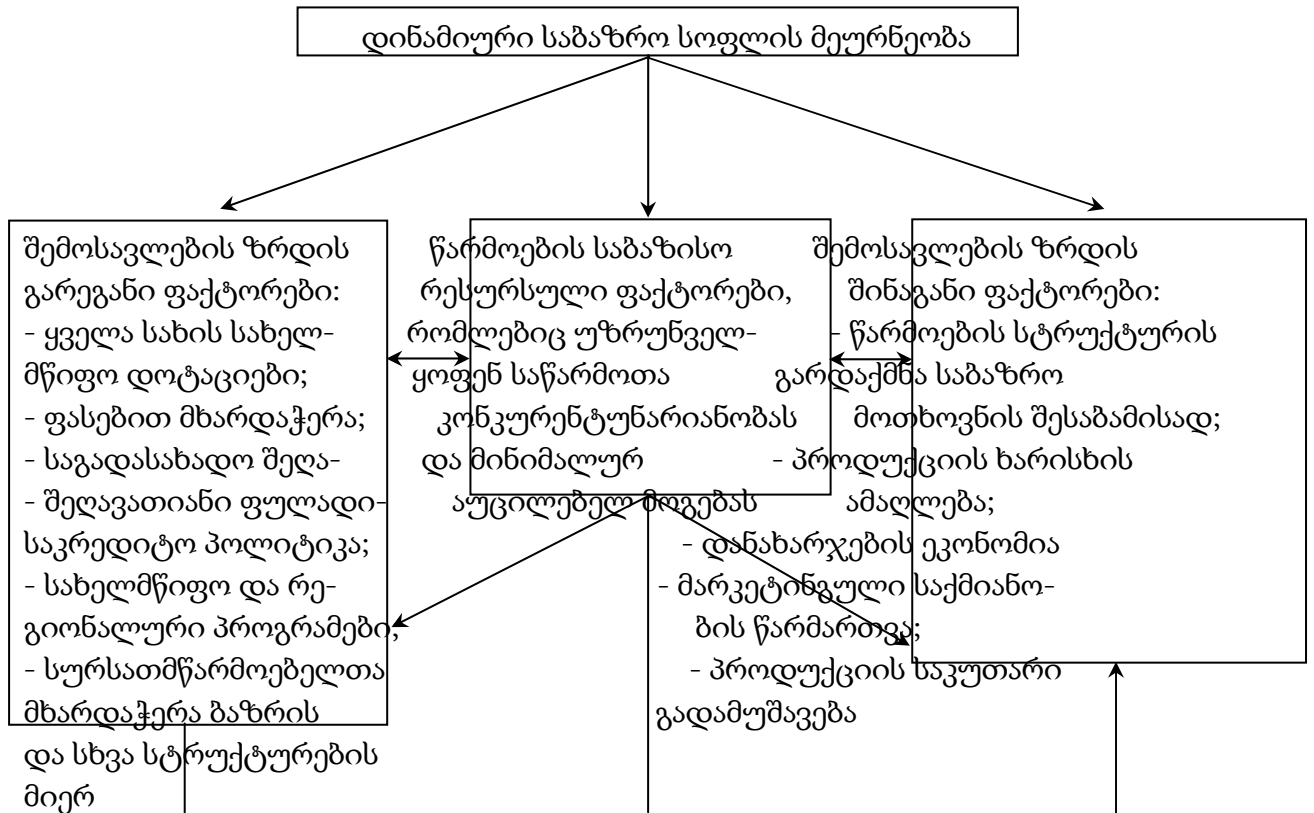 დინამიური საბაზრო სოფლის მეურნეობა
შემოსავლების ზრდის
გარეგანი ფაქტორები:
- ყველა სახის სახელ-
მწიფო დოტაციები;
- ფასებით მხარდაჭერა;
- საგადასახადო შეღა-
- შეღავათიანი ფულადი-
საკრედიტო პოლიტიკა;
- სახელმწიფო და რე-
გიონალური პროგრამები,
- სურსათმწარმოებელთა
მხარდაჭერა ბაზრის
და სხვა სტრუქტურების
მიერ
წარმოების საბაზისო
რესურსული ფაქტორები,
რომლებიც უზრუნველ-
ყოფენ საწარმოთა
კონკურენტუნარიანობას
და მინიმალურ
აუცილებელ მოგებას
შემოსავლების ზრდის
შინაგანი ფაქტორები:
- წარმოების სტრუქტურის
გარდაქმნა საბაზრო
მოთხოვნის შესაბამისად;
- პროდუქციის ხარისხის
ამაღლება;
- დანახარჯების ეკონომია
- მარკეტინგული საქმიანო-
ბის წარმართვა;
- პროდუქციის საკუთარი
გადამუშავება